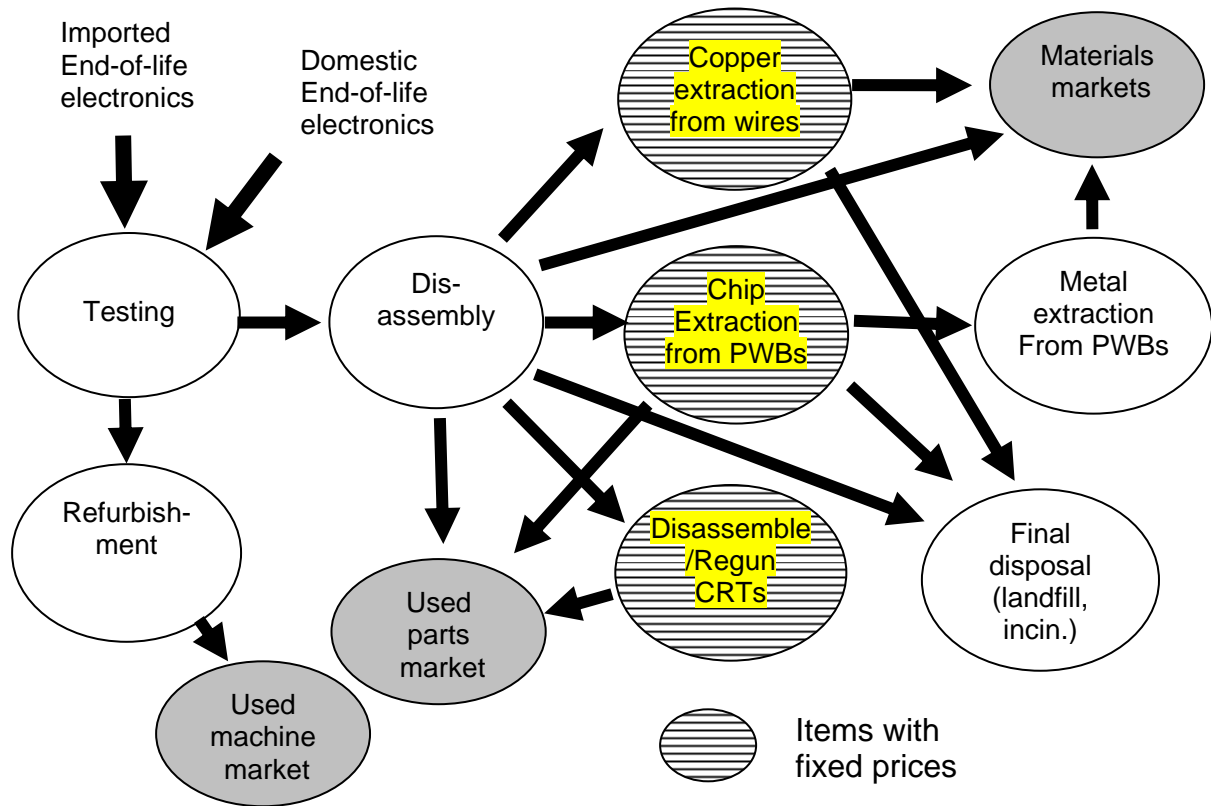 Imported
End-of-life
electronics
Domestic
End-of-life
electronics
Copper
extraction
from wires
Materials
markets
Testing
Dis-
assembly
Chip
Extraction
from PWBs
Metal
extraction
From PWBs
Refurbish-
ment
Disassemble
/Regun
CRTs
Final
disposal
(landfill,
incin.)
Used
parts
market
Used
machine
market
Items with
fixed prices